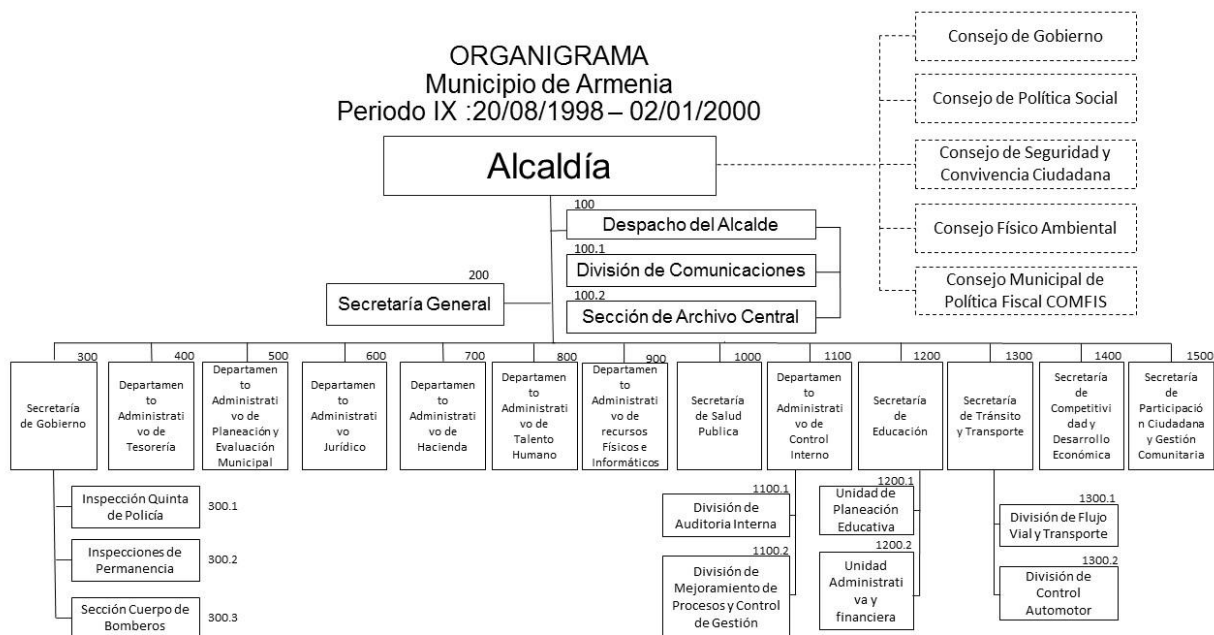 ORGANIGRAMA
Municipio de Armenia
Periodo IX :20/08/1998 – 02/01/2000
Alcaldía
Consejo de Gobierno
Consejo de Política Social
Consejo de Seguridad y
Convivencia Ciudadana
Consejo Físico Ambiental
Consejo Municipal de
Política Fiscal COMFIS
100
Despacho del Alcalde
100.1
División de Comunicaciones
100.2
Sección de Archivo Central
200
Secretaría General
300
Secretaría
de Gobierno
400
Departamen
to
Administrati
vo de
Tesorería
500
Departamen
to
Administrati
vo de
Planeación y
Evaluación
Municipal
600
Departamen
to
Administrati
vo
Jurídico
700
Departamen
to
Administrati
vo de
Hacienda
800
Departamen
to
Administrati
vo de
Talento
Humano
900
Departamen
to
Administrati
vo de
recursos
Físicos e
Informáticos
1000
Secretaría
de Salud
Publica
1100
Departamen
to
Administrati
vo de
Control
Interno
1200
Secretaría
de
Educación
1300
Secretaría
de Tránsito
y Transporte
1400
Secretaría
de
Competitivi
dad y
Desarrollo
Económica
1500
Secretaría
de
Participació
n Ciudadana
y Gestión
Comunitaria
Inspección Quinta
de Policía
300.1
Inspecciones de
Permanencia
300.2
Sección Cuerpo de
Bomberos
300.3
1100.1
División de
Auditoria Interna
1100.2
División de
Mejoramiento de
Procesos y Control
de Gestión
1200.1
Unidad de
Planeación
Educativa
1200.2
Unidad
Administrati
va y
financiera
1300.1
División de Flujo
Vial y Transporte
1300.2
División de
Control
Automotor